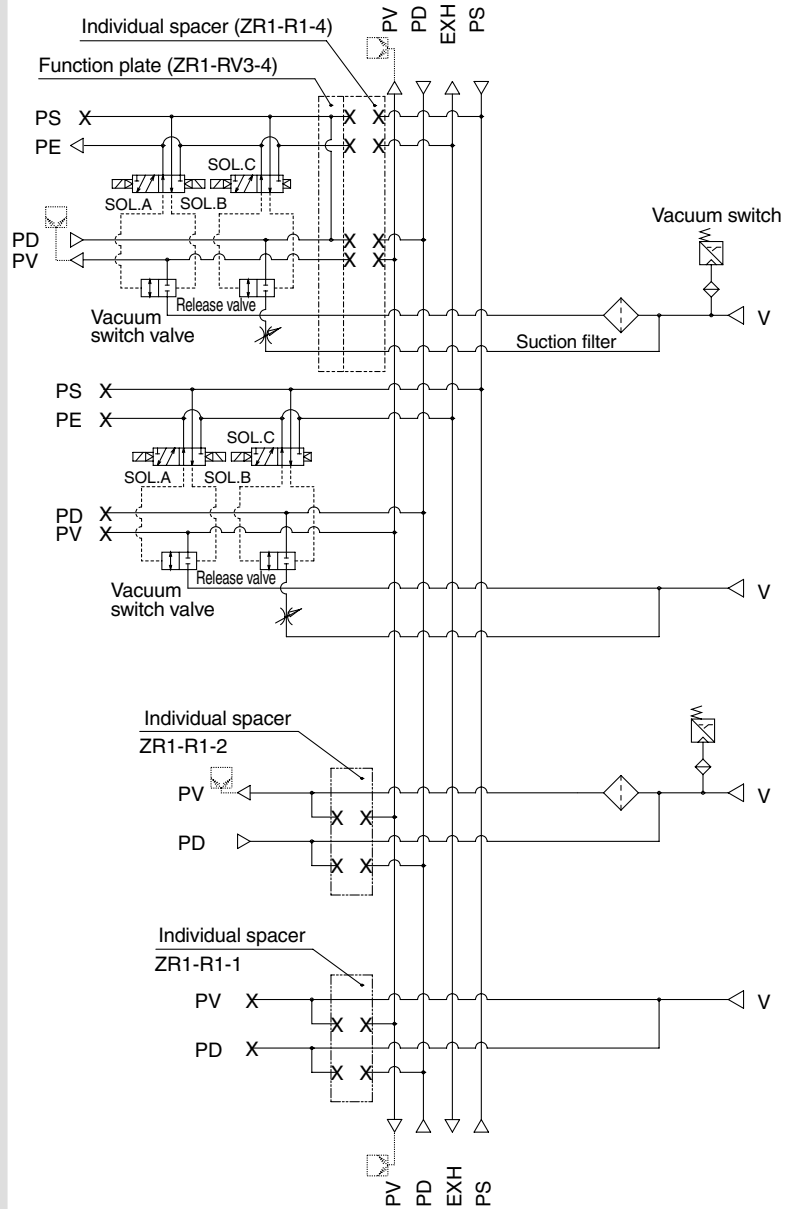 PV
PD
EXH
PS
Individual spacer (ZR1-R1-4)
Function plate (ZR1-RV3-4)
PS X
PE
SOL.C
SOL.A
SOL.B
PD
PV
Vacuum switch
Release valve
Vacuum
switch valve
V
Suction filter
PS X
PE X
SOL.C
SOL.A
SOL.B
PD X
PV X
Release valve
Vacuum
switch valve
V
Individual spacer
ZR1-R1-2
PV
V
PD
Individual spacer
ZR1-R1-1
PV X
V
PD X
PV
PD
EXH
PS